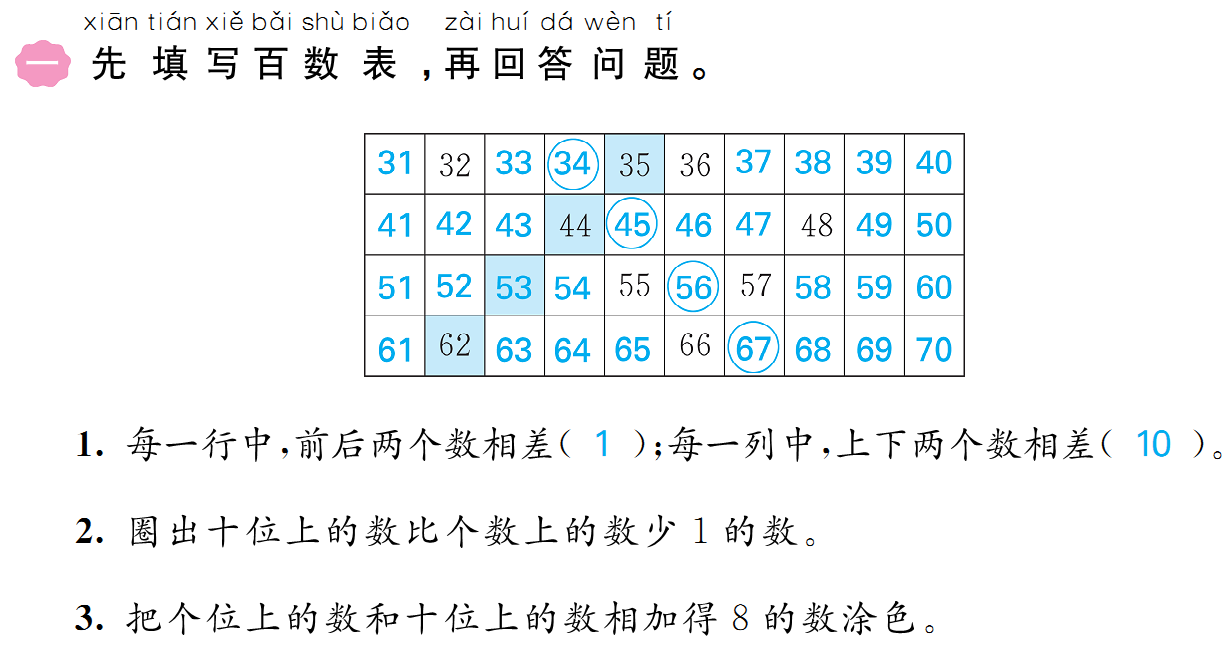 xiān tián xiě bǎi shù biǎo zài huí dá wèn tí
一 先填写百数表,再回答问题。
31 32 33 34 35 36 37 38 39 40
41 42 43 44 45 46 47 48 49 50
51 52 53 54 55 56 57 58 59 60
61 62 63 64 65 66 67 68 69 70
1. 每一行中,前后两个数相差( 1 );每一列中,上下两个数相差( 10 )。
2. 圈出十位上的数比个数上的数少 1 的数。
3. 把个位上的数和十位上的数相加得 8 的数涂色。